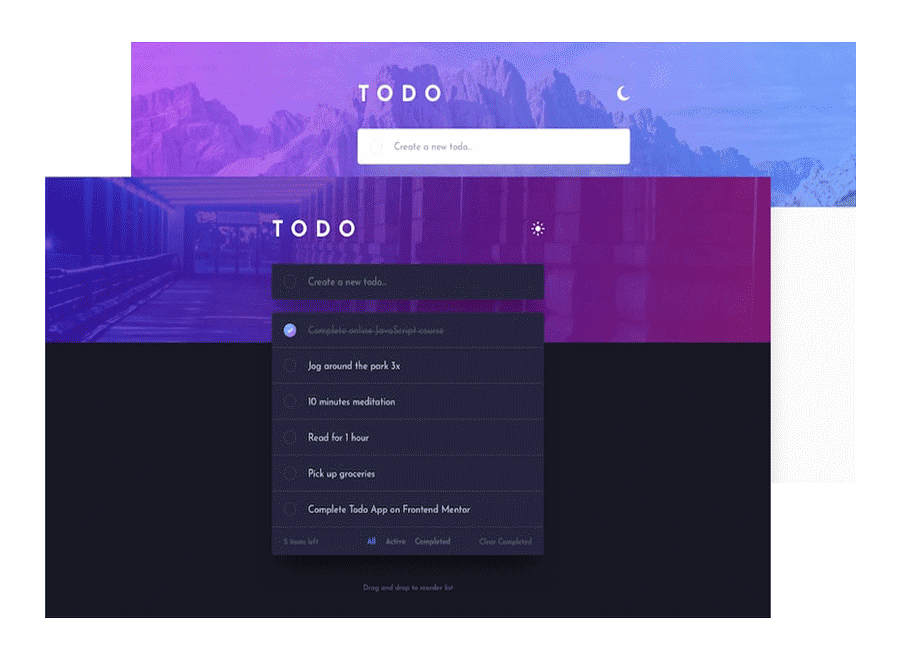 TODO
Create a new todo...
TODO
Create a new todo...
Complete online JavaScript course
Jog around the park 3x
10 minutes meditation
Read for 1 hour
Pick up groceries
Complete Todo App on Frontend Mentor
5 items left All Active Completed Clear Completed
Drag and drop to reorder list